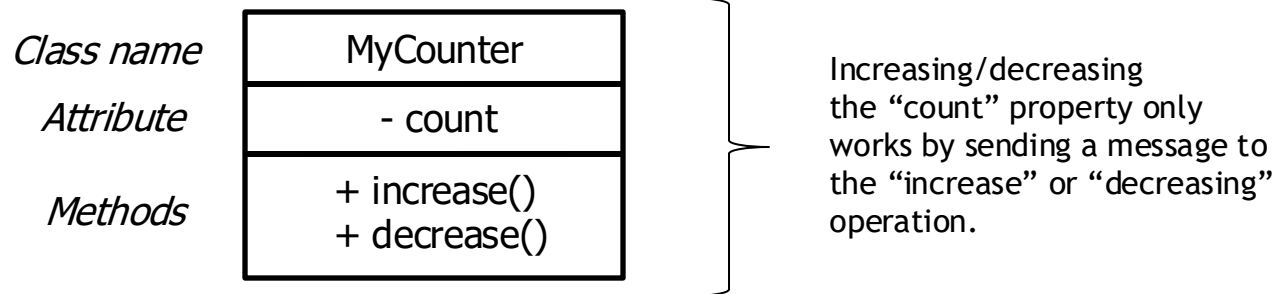 Class name
MyCounter
Attribute
- count
Methods
+ increase()
+ decrease()
Increasing/decreasing
the “count” property only
works by sending a message to
the “increase” or “decreasing”
operation.